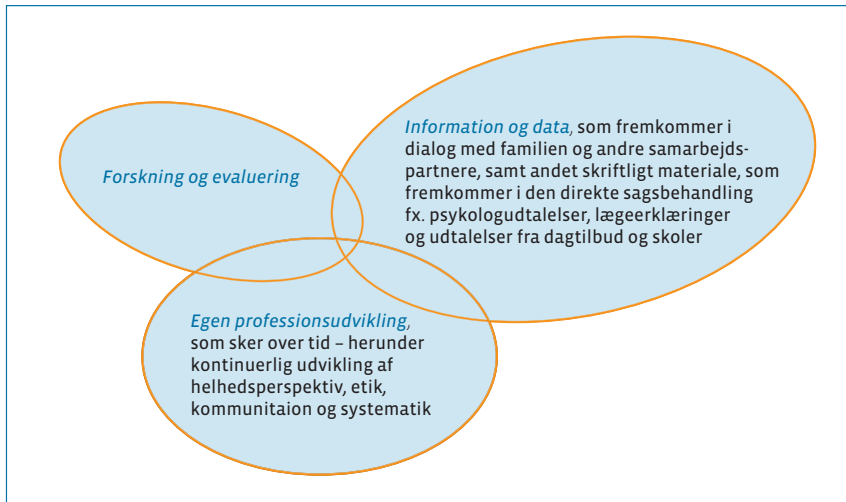 Forskning og evaluering
Information og data, som fremkommer i
dialog med familien og andre samarbejds-
partnere, samt andet skriftligt materiale, som
fremkommer i den direkte sagsbehandling
fx. psykologudtalelser, lægeerklæringer
og udtalelser fra dagtilbud og skoler
Egen professionsudvikling,
som sker over tid – herunder
kontinuerlig udvikling af
helhedsperspektiv, etik,
kommunitaion og systematik